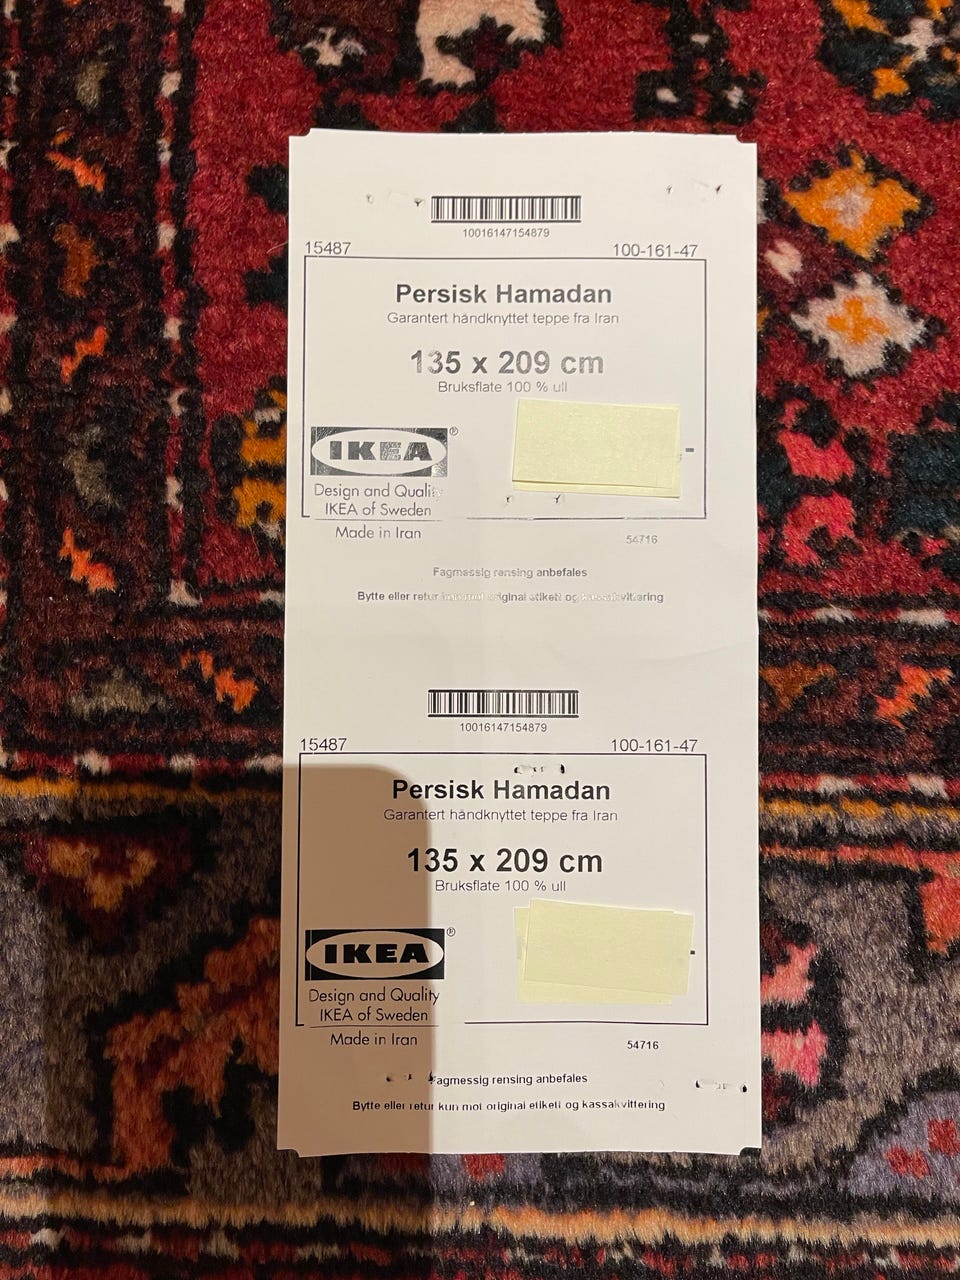 10016147154879
15487 100-161-47
Persisk Hamadan
Garantert håndknyttet teppe fra Iran
135 x 209 cm
Bruksflate 100 % ull
IKEA®
Design and Quality
IKEA of Sweden
Made in Iran
54716
Fagmessig rensing anbefales
Bytte eller retur kun mot original etikett og kassakvittering
10016147154879
15487 100-161-47
Persisk Hamadan
Garantert håndknyttet teppe fra Iran
135 x 209 cm
Bruksflate 100 % ull
IKEA®
Design and Quality
IKEA of Sweden
Made in Iran
54716
Fagmessig rensing anbefales
Bytte eller retur kun mot original etikett og kassakvittering